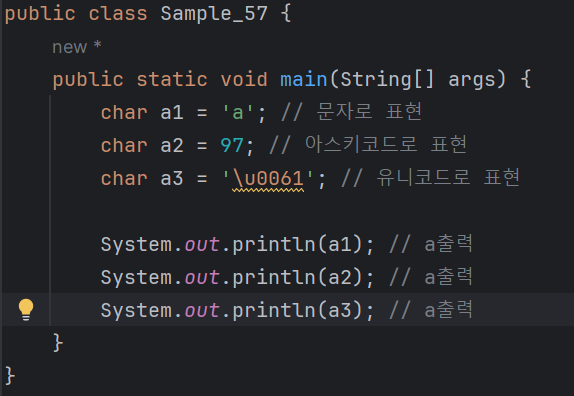 public class Sample_57 {
new *
public static void main(String[] args) {
char a1 = 'a'; // 문자로 표현
char a2 = 97; // 아스키코드로 표현
char a3 = '\u0061'; // 유니코드로 표현
System.out.println(a1); // a출력
System.out.println(a2); // a출력
System.out.println(a3); // a출력
}
}